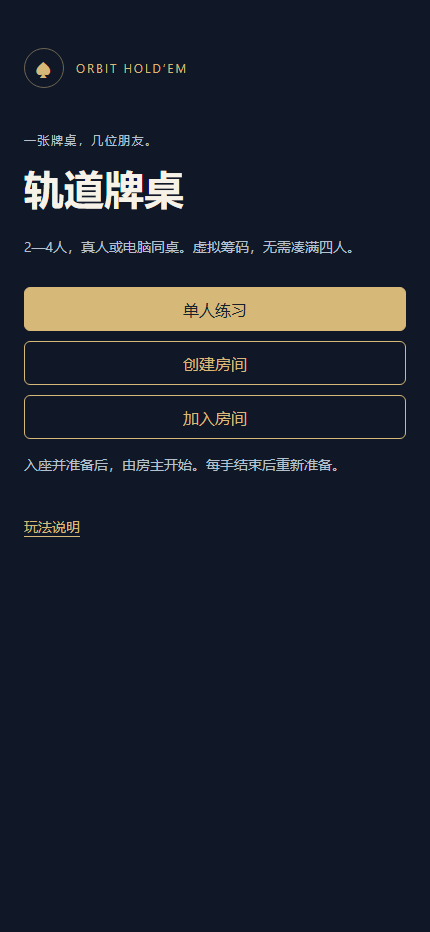 ORBIT HOLD'EM
一张牌桌，几位朋友。
轨道牌桌
2—4人，真人或电脑同桌。虚拟筹码，无需凑满四人。
单人练习
创建房间
加入房间
入座并准备后，由房主开始。每手结束后重新准备。
玩法说明